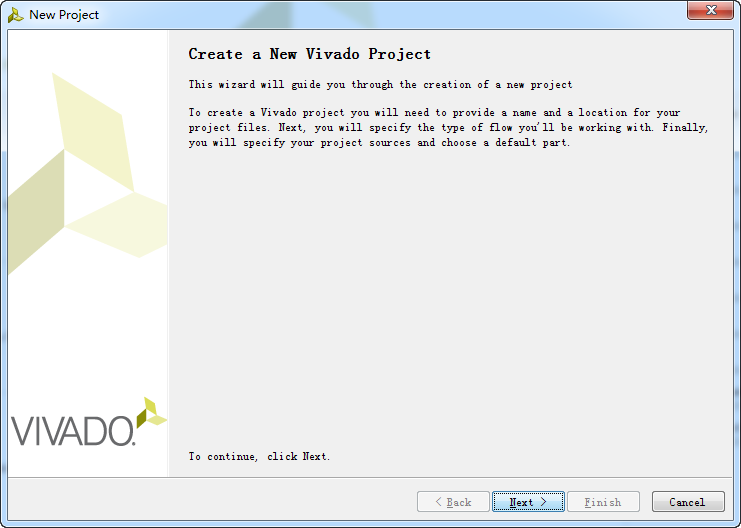 New Project
Create a New Vivado Project
This wizard will guide you through the creation of a new project
To create a Vivado project you will need to provide a name and a location for your
project files. Next, you will specify the type of flow you'll be working with. Finally,
you will specify your project sources and choose a default part.
VIVADO.
To continue, click Next.
< Back
Next >
Finish
Cancel